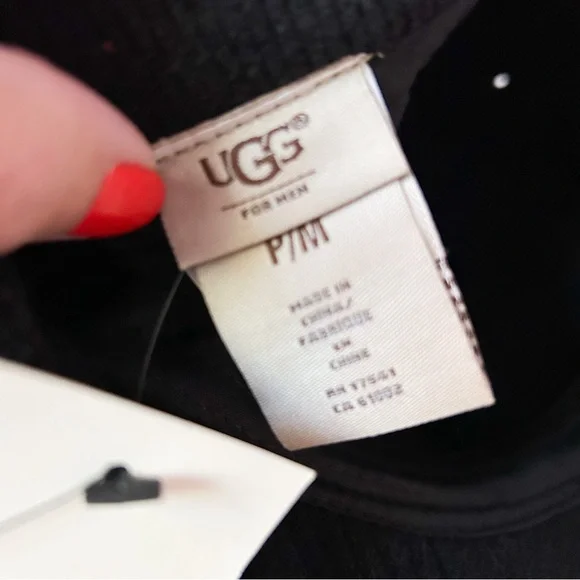 UGG®
FOR MEN
P/M
MADE IN
CHINA/
FABRIQUE
EN
CHINE
RN 17541
CA 61002